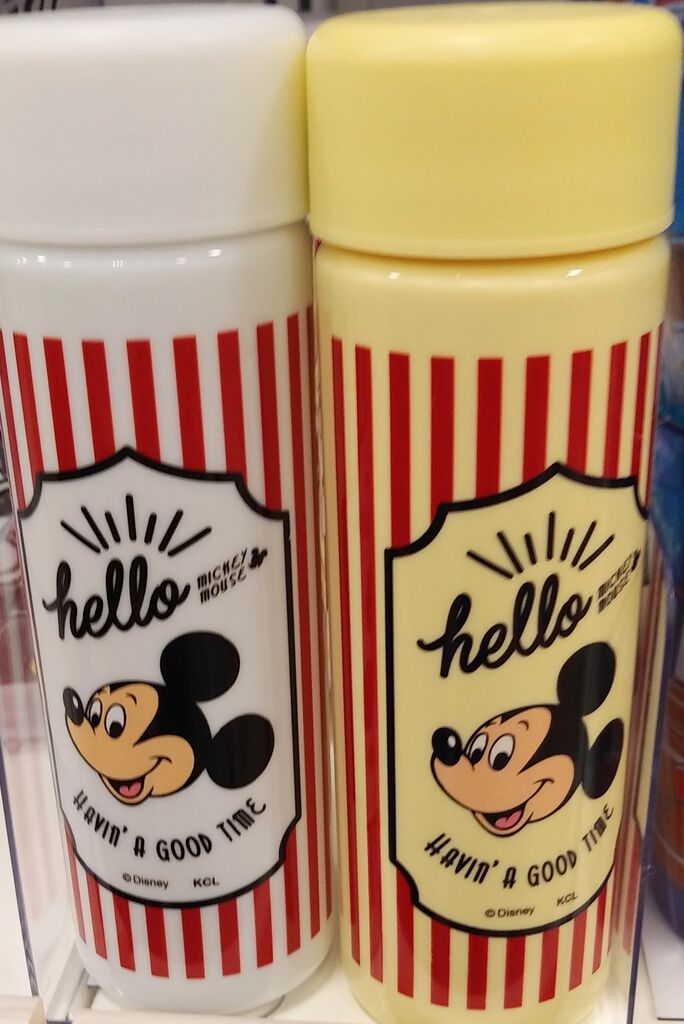 hello
MICKEY
MOUSE
HAVIN' A GOOD TIME
©Disney KCL
hello
MICKEY
MOUSE
HAVIN' A GOOD TIME
©Disney KCL